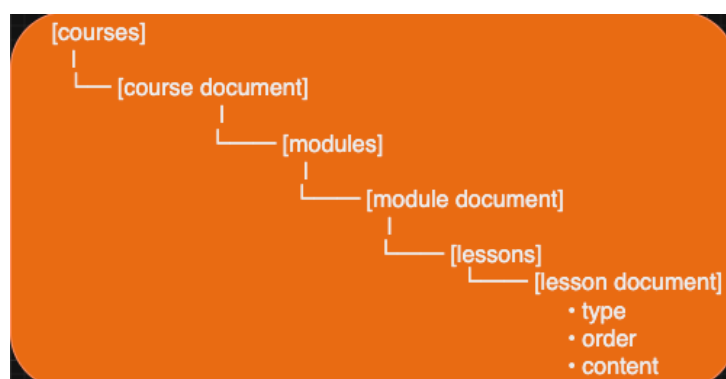 [courses]
[course document]
[modules]
[module document]
[lessons]
[lesson document]
• type
• order
• content